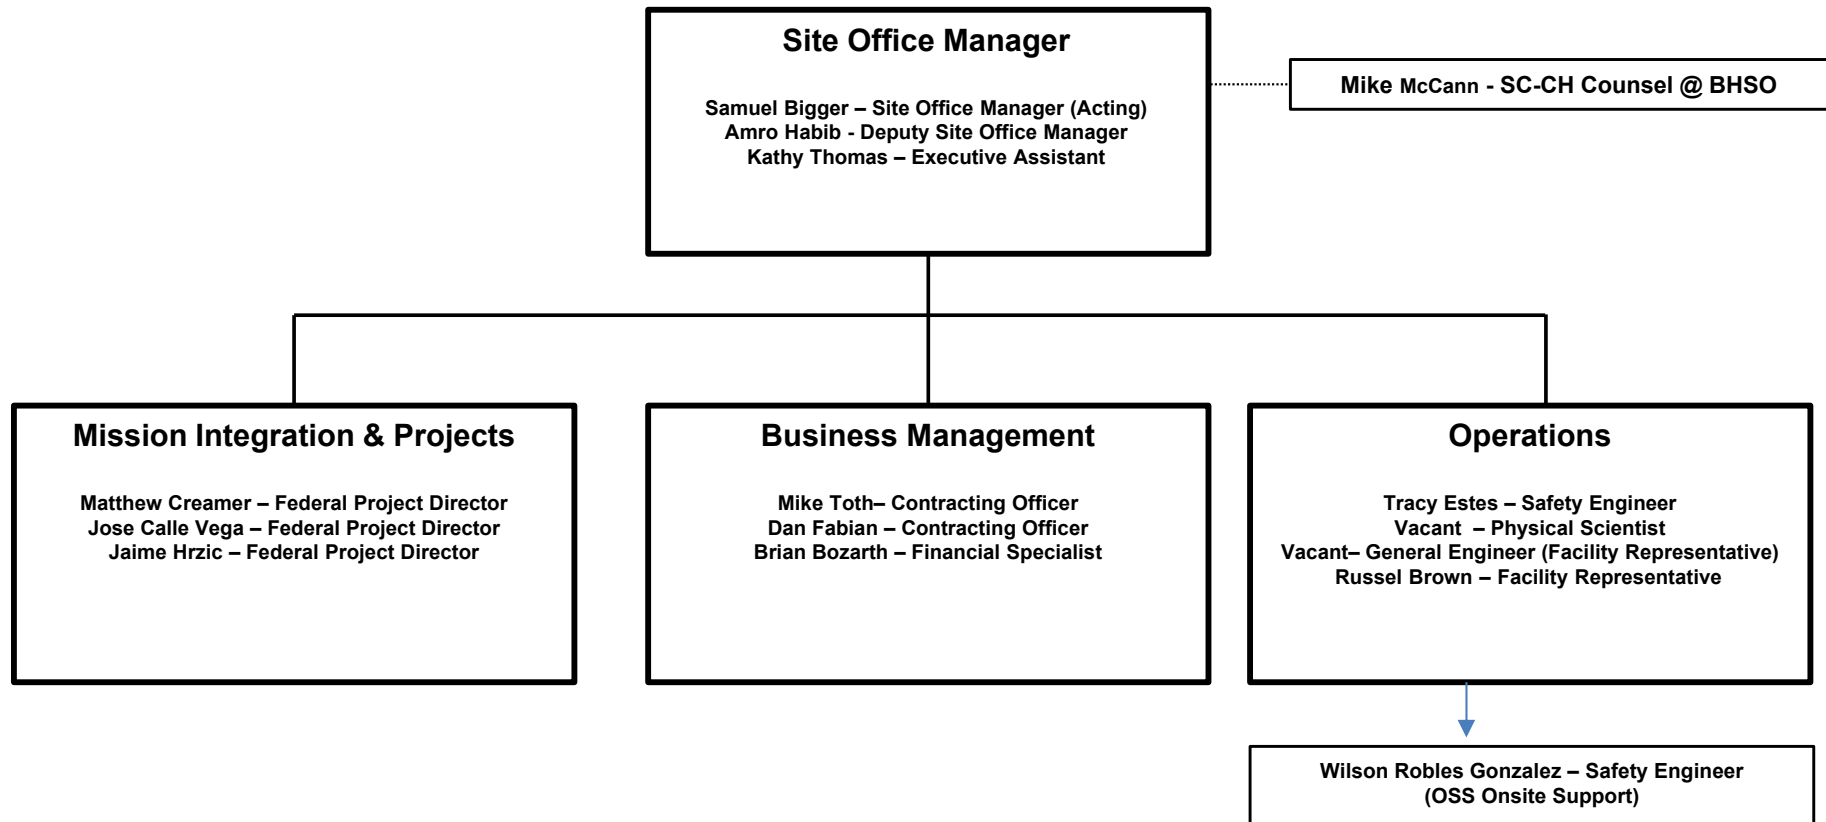 Site Office Manager
Samuel Bigger – Site Office Manager (Acting)
Amro Habib - Deputy Site Office Manager
Kathy Thomas – Executive Assistant
Mike McCann - SC-CH Counsel @ BHSO
Mission Integration & Projects
Matthew Creamer – Federal Project Director
Jose Calle Vega – Federal Project Director
Jaime Hrzic – Federal Project Director
Business Management
Mike Toth– Contracting Officer
Dan Fabian – Contracting Officer
Brian Bozarth – Financial Specialist
Operations
Tracy Estes – Safety Engineer
Vacant – Physical Scientist
Vacant– General Engineer (Facility Representative)
Russel Brown – Facility Representative
Wilson Robles Gonzalez – Safety Engineer
(OSS Onsite Support)